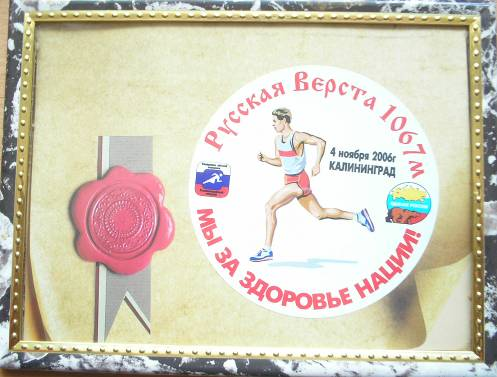 Русская Верста 1067м
4 ноября 2006г
КАЛИНИНГРАД
МЫ ЗА ЗДОРОВЬЕ НАЦИИ!